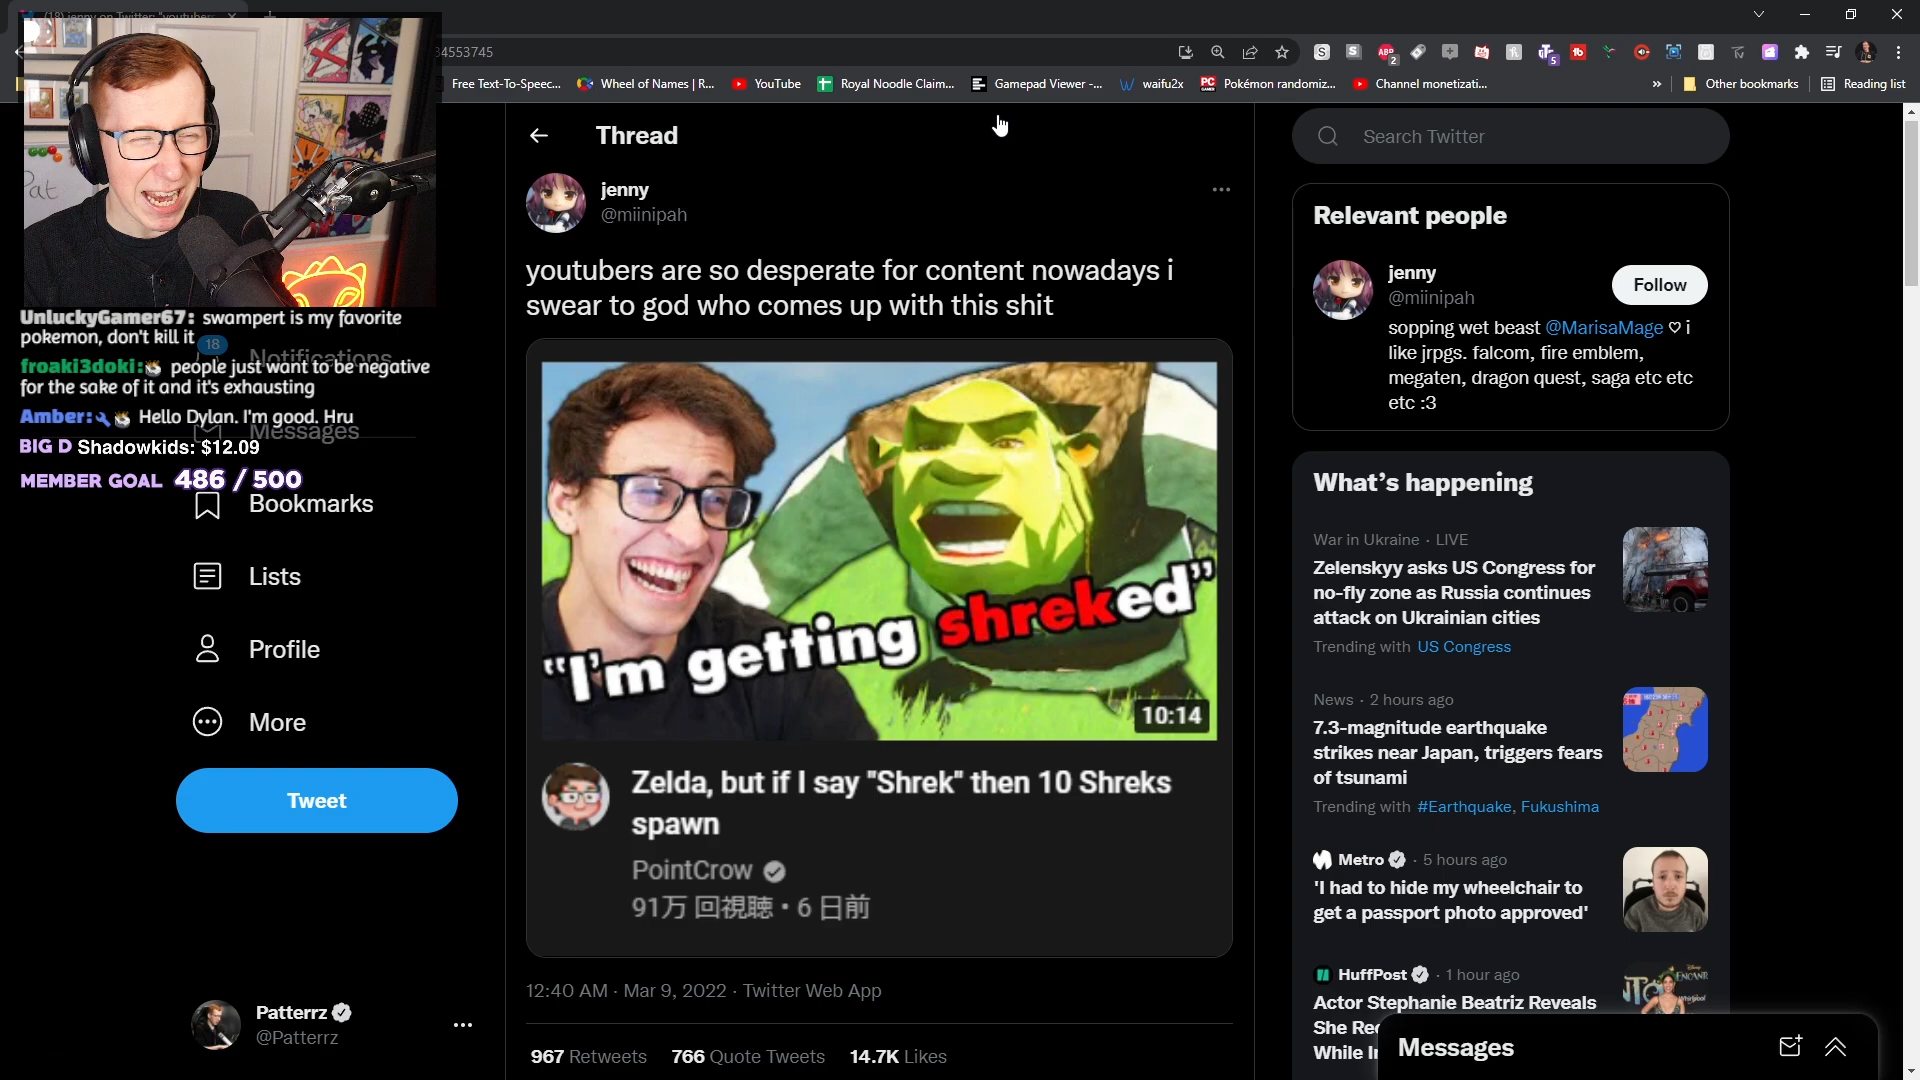 34553745
Free Text-To-Speec...
Wheel of Names | R...
YouTube
Royal Noodle Claim...
Gamepad Viewer -...
waifu2x
Pokémon randomiz...
Channel monetizati...
Other bookmarks
Reading list
UnluckyGamer67: swampert is my favorite
pokemon, don't kill it
froaki3doki: people just want to be negative
for the sake of it and it's exhausting
Amber: Hello Dylan. I'm good. Hru
BIG D Shadowkids: $12.09
MEMBER GOAL 486 / 500
18
Notifications
Messages
Bookmarks
Lists
Profile
More
Tweet
Patterrz
@Patterrz
Thread
jenny
@miinipah
youtubers are so desperate for content nowadays i
swear to god who comes up with this shit
"I'm getting shreked"
10:14
Zelda, but if I say "Shrek" then 10 Shreks
spawn
PointCrow
91万 回視聴・6 日前
12:40 AM · Mar 9, 2022 · Twitter Web App
967 Retweets 766 Quote Tweets 14.7K Likes
Search Twitter
Relevant people
jenny
@miinipah
Follow
sopping wet beast @MarisaMage ♡ i
like jrpgs. falcom, fire emblem,
megaten, dragon quest, saga etc etc
etc :3
What's happening
War in Ukraine · LIVE
Zelenskyy asks US Congress for
no-fly zone as Russia continues
attack on Ukrainian cities
Trending with US Congress
News · 2 hours ago
7.3-magnitude earthquake
strikes near Japan, triggers fears
of tsunami
Trending with #Earthquake, Fukushima
Metro · 5 hours ago
'I had to hide my wheelchair to
get a passport photo approved'
HuffPost · 1 hour ago
Actor Stephanie Beatriz Reveals
She Re
While I
Messages